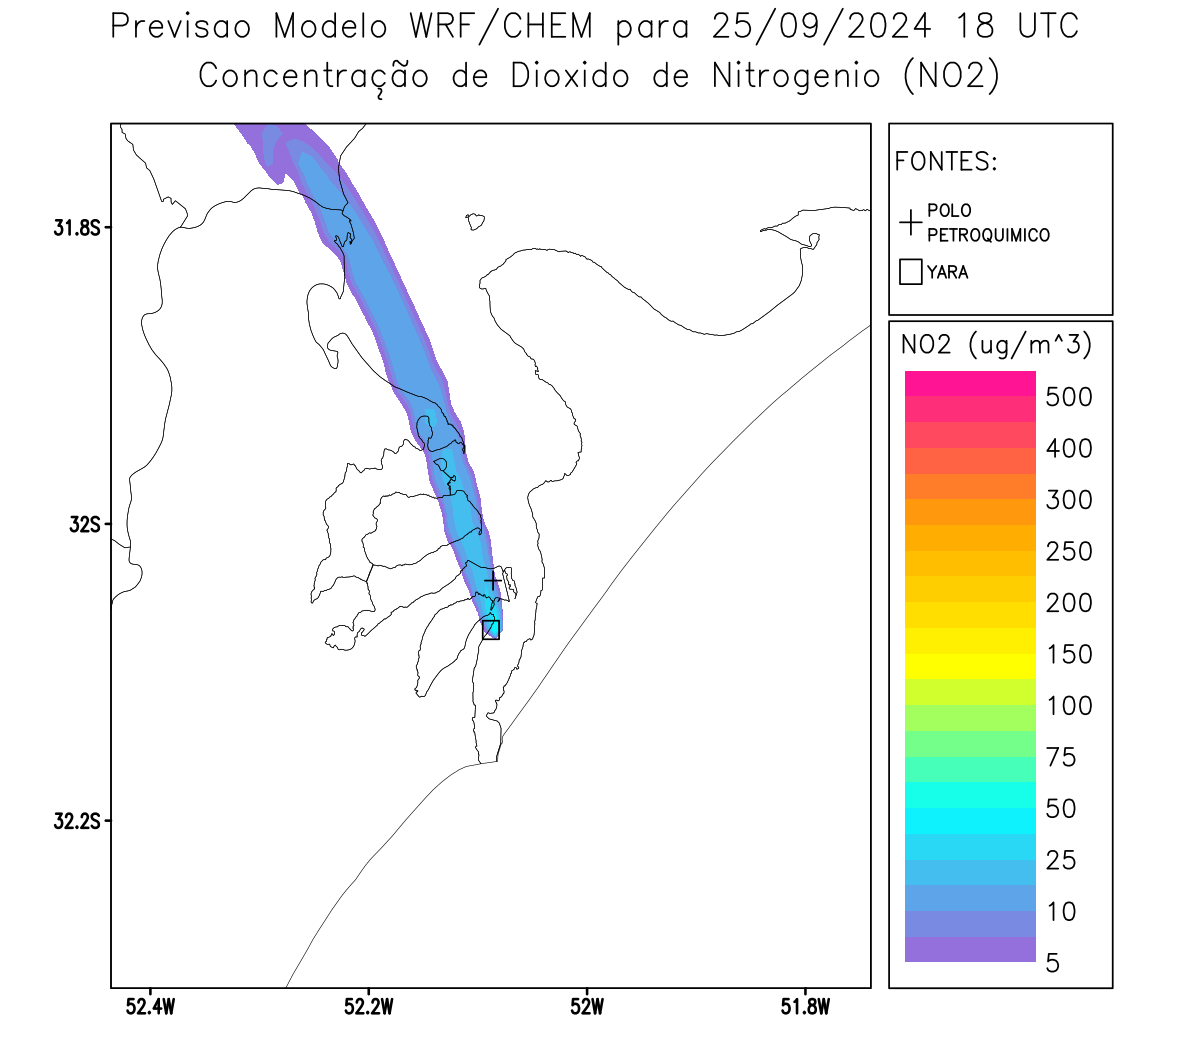 Previsao Modelo WRF/CHEM para 25/09/2024 18 UTC
Concentração de Dioxido de Nitrogenio (NO2)
FONTES:
POLO
PETROQUIMICO
YARA
31.8S
32S
32.2S
52.4W
52.2W
52W
51.8W
NO2 (ug/m^3)
500
400
300
250
200
150
100
75
50
25
10
5